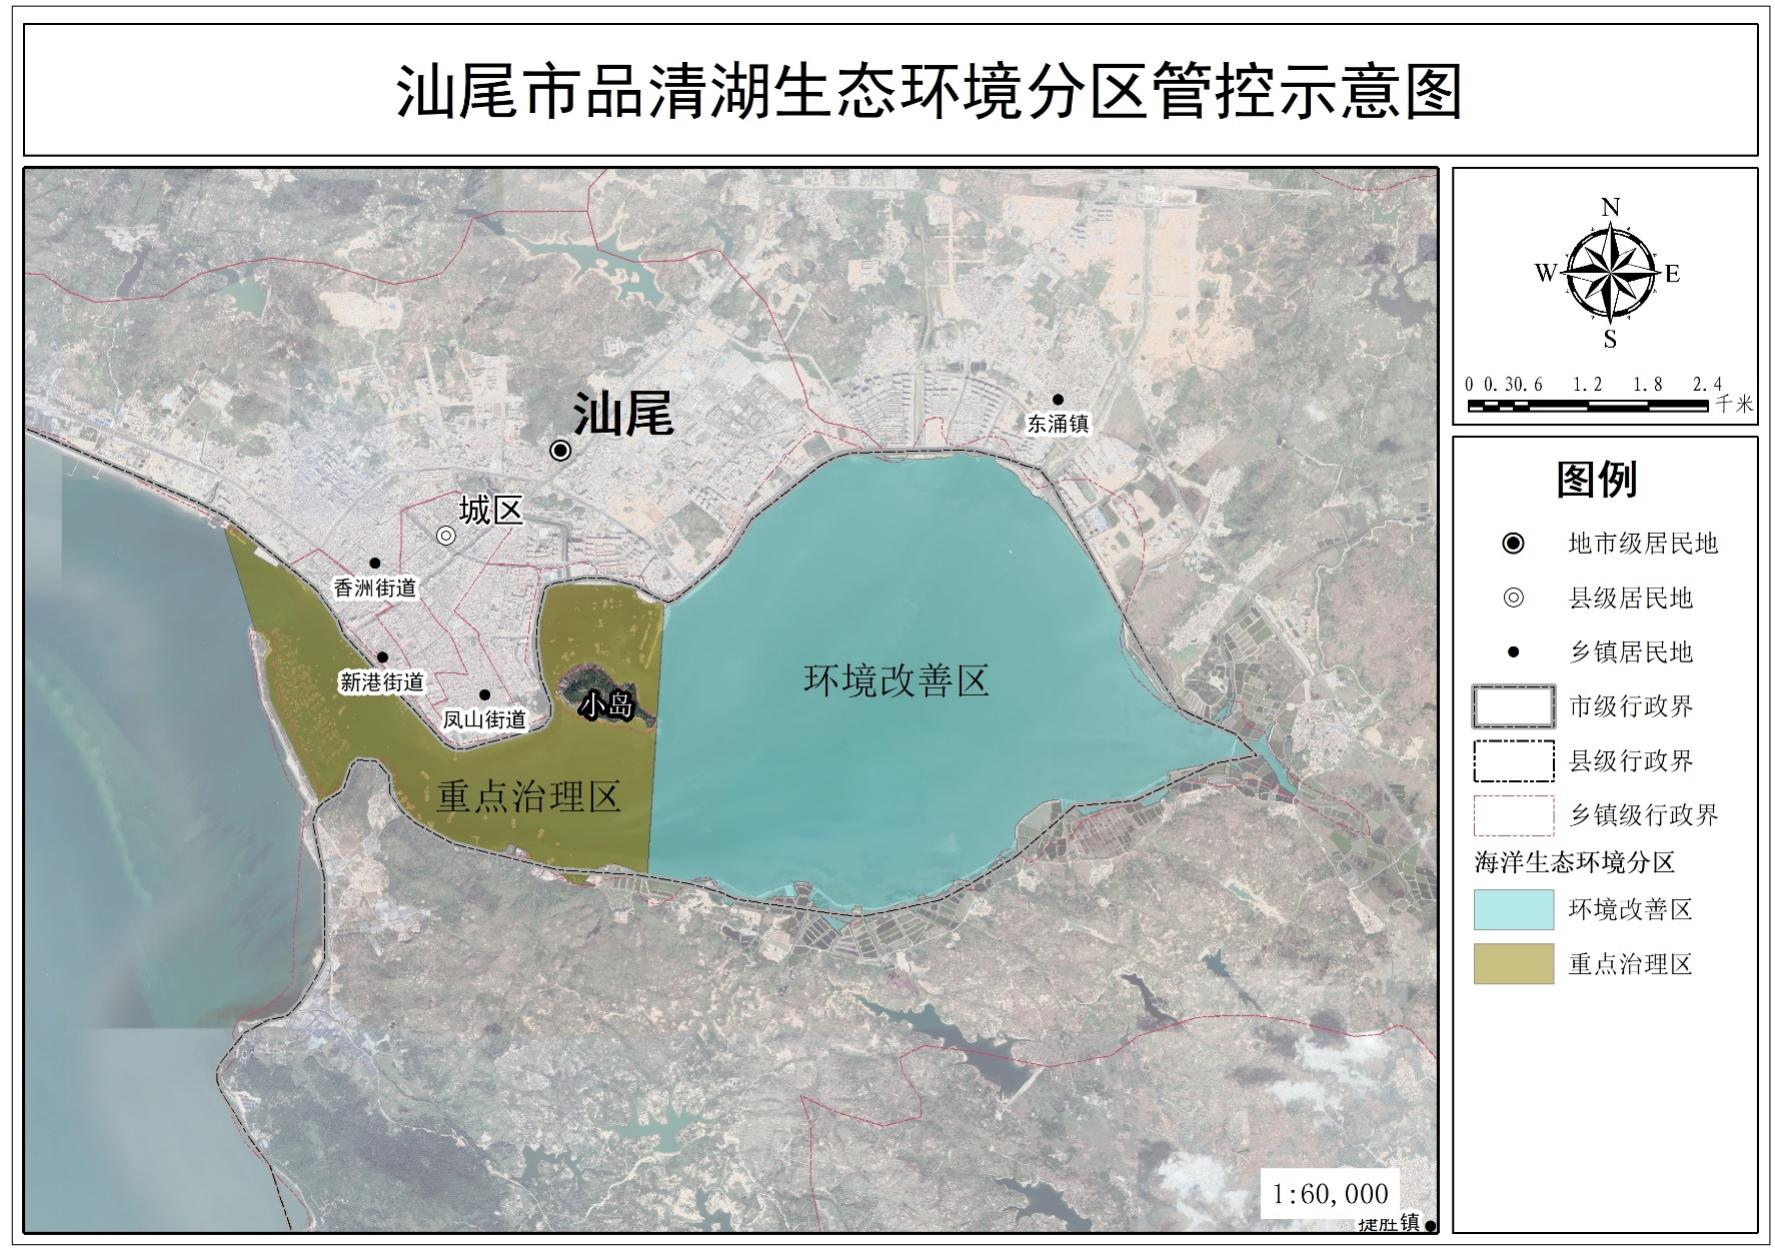 汕尾市品清湖生态环境分区管控示意图
N
W E
S
0 0.30.6 1.2 1.8 2.4
千米
汕尾
东涌镇
城区
香洲街道
新港街道
凤山街道
小岛
环境改善区
重点治理区
1:60,000
捷胜镇
图例
地市级居民地
县级居民地
乡镇居民地
市级行政界
县级行政界
乡镇级行政界
海洋生态环境分区
环境改善区
重点治理区